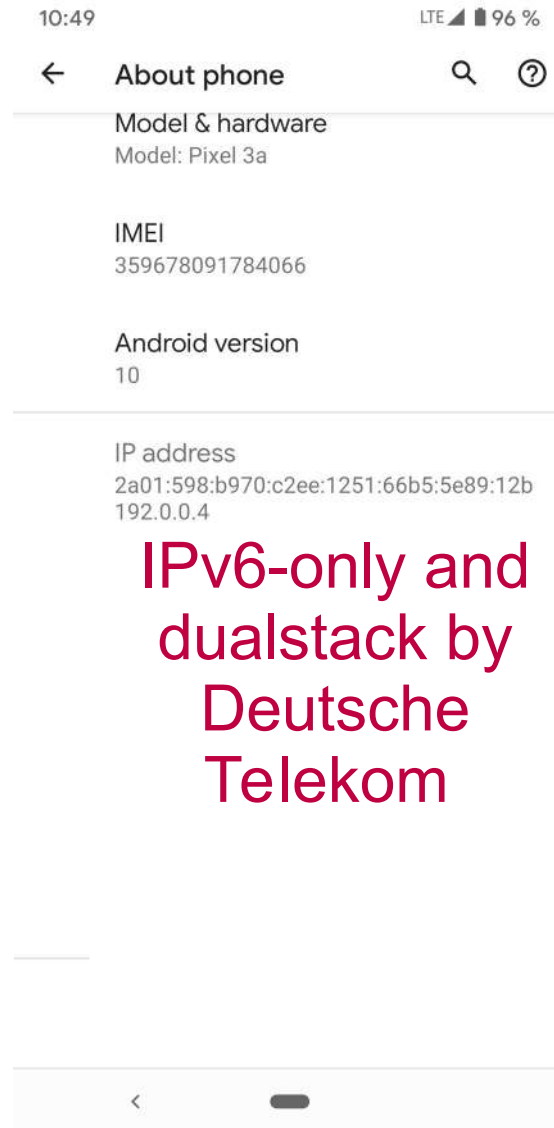 10:49
LTE 96 %
About phone
Model & hardware
Model: Pixel 3a
IMEI
359678091784066
Android version
10
IP address
2a01:598:b970:c2ee:1251:66b5:5e89:12b
192.0.0.4
IPv6-only and
dualstack by
Deutsche
Telekom